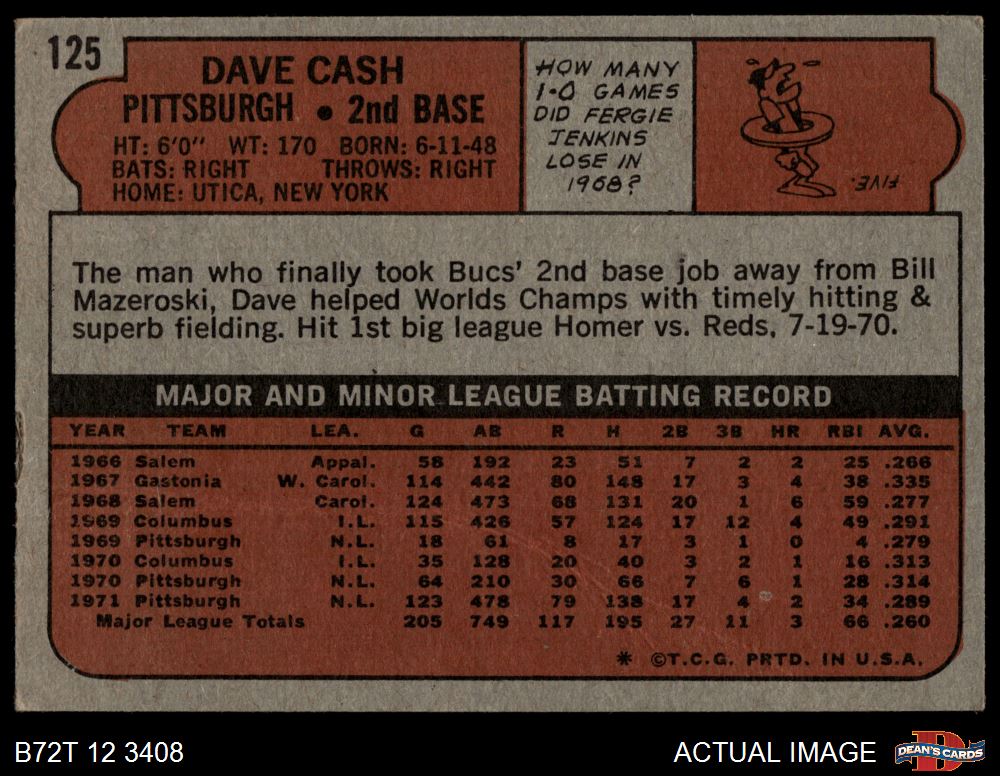 125
DAVE CASH
PITTSBURGH • 2nd BASE
HT: 6'0" WT: 170 BORN: 6-11-48
BATS: RIGHT THROWS: RIGHT
HOME: UTICA, NEW YORK
HOW MANY
1-0 GAMES
DID FERGIE
JENKINS
LOSE IN
1968?
FIVE.
The man who finally took Bucs' 2nd base job away from Bill
Mazeroski, Dave helped Worlds Champs with timely hitting &
superb fielding. Hit 1st big league Homer vs. Reds, 7-19-70.
MAJOR AND MINOR LEAGUE BATTING RECORD
YEAR TEAM LEA. G AB R H 2B 3B HR RBI AVG.
1966 Salem Appal. 58 192 23 51 7 2 2 25 .266
1967 Gastonia W. Carol. 114 442 80 148 17 3 4 38 .335
1968 Salem Carol. 124 473 68 131 20 1 6 59 .277
1969 Columbus I.L. 115 426 57 124 17 12 4 49 .291
1969 Pittsburgh N.L. 18 61 8 17 3 1 0 4 .279
1970 Columbus I.L. 35 128 20 40 3 2 1 16 .313
1970 Pittsburgh N.L. 64 210 30 66 7 6 1 28 .314
1971 Pittsburgh N.L. 123 478 79 138 17 4 2 34 .289
Major League Totals 205 749 117 195 27 11 3 66 .260
* ©T.C.G. PRTD. IN U.S.A.
B72T 12 3408
ACTUAL IMAGE
DEAN'S CARDS